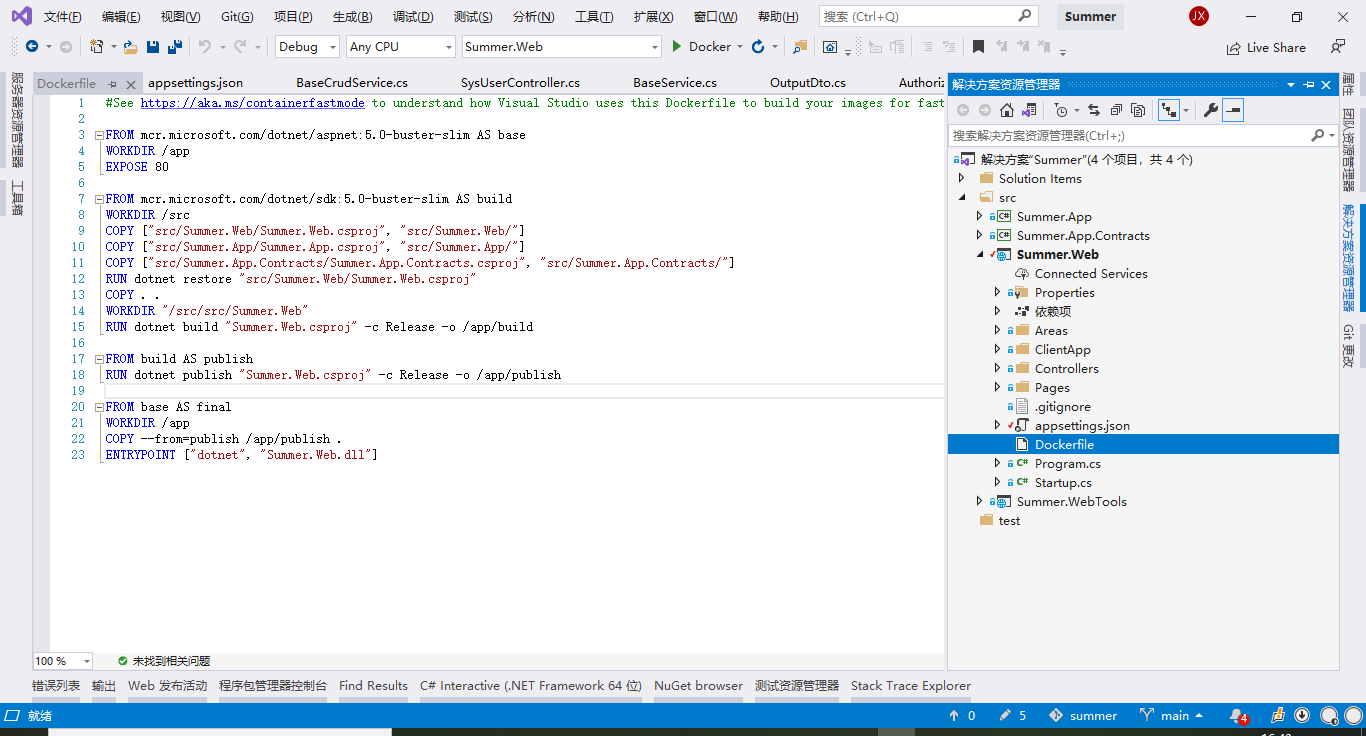 文件(F) 编辑(E) 视图(V) Git(G) 项目(P) 生成(B) 调试(D) 测试(S) 分析(N) 工具(T) 扩展(X) 窗口(W) 帮助(H) 搜索 (Ctrl+Q) Summer JX
Debug Any CPU Summer.Web Docker Live Share
服务器资源管理器
工具箱
Dockerfile appsettings.json BaseCrudService.cs SysUserController.cs BaseService.cs OutputDto.cs Authoriz
1 #See https://aka.ms/containerfastmode to understand how Visual Studio uses this Dockerfile to build your images for fast
2
3 FROM mcr.microsoft.com/dotnet/aspnet:5.0-buster-slim AS base
4 WORKDIR /app
5 EXPOSE 80
6
7 FROM mcr.microsoft.com/dotnet/sdk:5.0-buster-slim AS build
8 WORKDIR /src
9 COPY ["src/Summer.Web/Summer.Web.csproj", "src/Summer.Web/"]
10 COPY ["src/Summer.App/Summer.App.csproj", "src/Summer.App/"]
11 COPY ["src/Summer.App.Contracts/Summer.App.Contracts.csproj", "src/Summer.App.Contracts/"]
12 RUN dotnet restore "src/Summer.Web/Summer.Web.csproj"
13 COPY . .
14 WORKDIR "/src/src/Summer.Web"
15 RUN dotnet build "Summer.Web.csproj" -c Release -o /app/build
16
17 FROM build AS publish
18 RUN dotnet publish "Summer.Web.csproj" -c Release -o /app/publish
19
20 FROM base AS final
21 WORKDIR /app
22 COPY --from=publish /app/publish .
23 ENTRYPOINT ["dotnet", "Summer.Web.dll"]
100 % 未找到相关问题
解决方案资源管理器
搜索解决方案资源管理器(Ctrl+;)
解决方案"Summer"(4 个项目，共 4 个)
Solution Items
src
C# Summer.App
C# Summer.App.Contracts
Summer.Web
Connected Services
Properties
依赖项
Areas
ClientApp
Controllers
Pages
.gitignore
appsettings.json
Dockerfile
C# Program.cs
C# Startup.cs
Summer.WebTools
test
属性
团队资源管理器
解决方案资源管理器
Git 更改
错误列表 输出 Web 发布活动 程序包管理器控制台 Find Results C# Interactive (.NET Framework 64 位) NuGet browser 测试资源管理器 Stack Trace Explorer
就绪 0 5 summer main 4